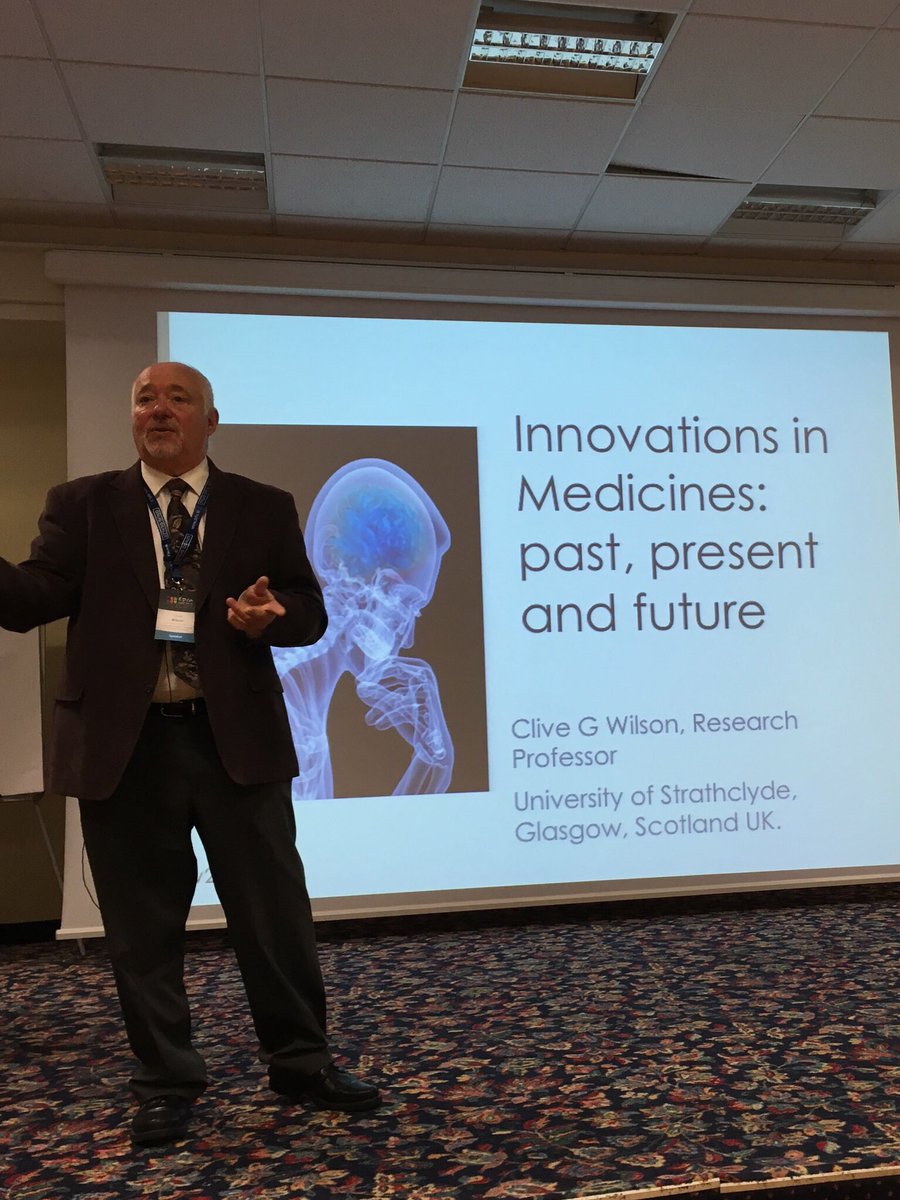 Innovations in
Medicines:
past, present
and future
Clive G Wilson, Research
Professor
University of Strathclyde,
Glasgow, Scotland UK.